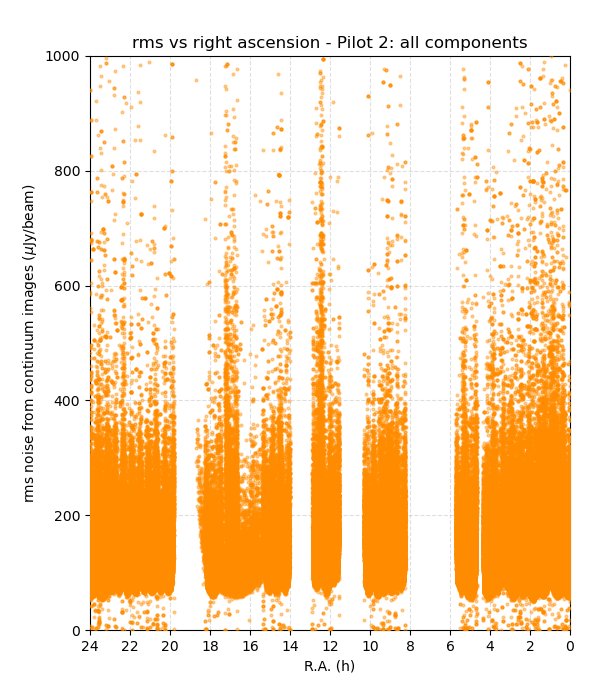 rms vs right ascension - Pilot 2: all components
rms noise from continuum images (μJy/beam)
1000
800
600
400
200
0
24 22 20 18 16 14 12 10 8 6 4 2 0
R.A. (h)